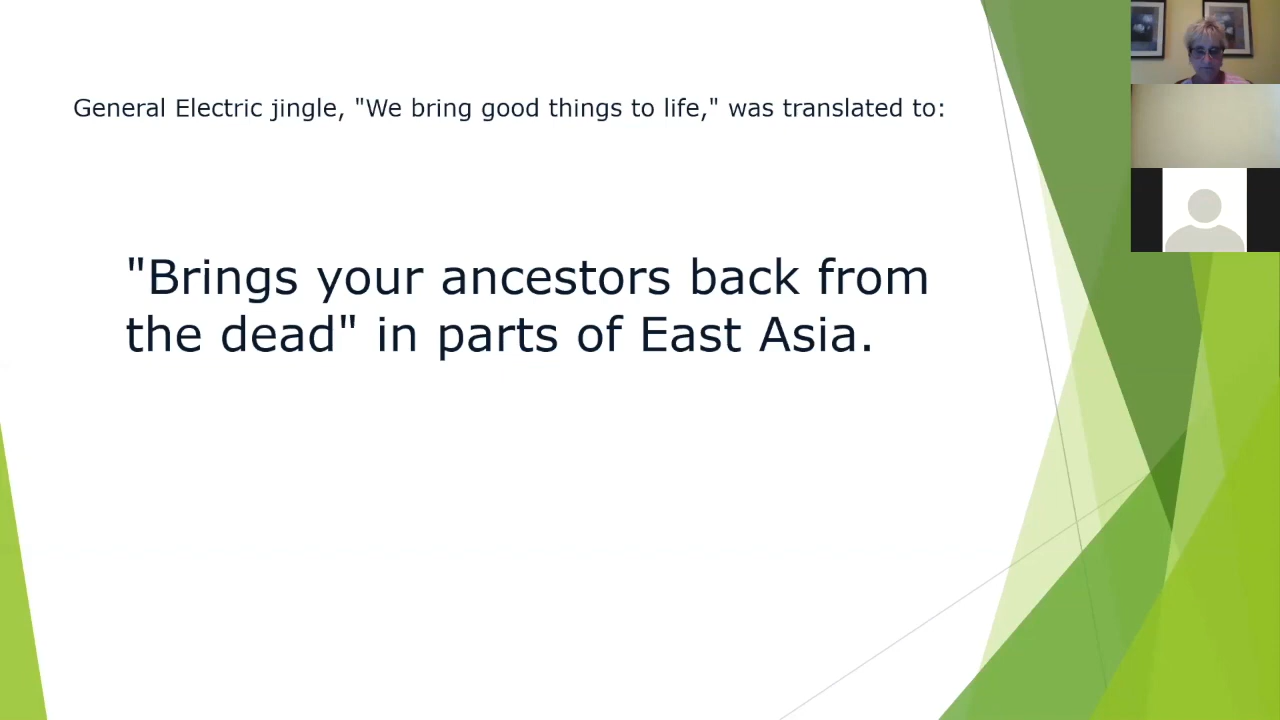 General Electric jingle, "We bring good things to life," was translated to:
"Brings your ancestors back from
the dead" in parts of East Asia.